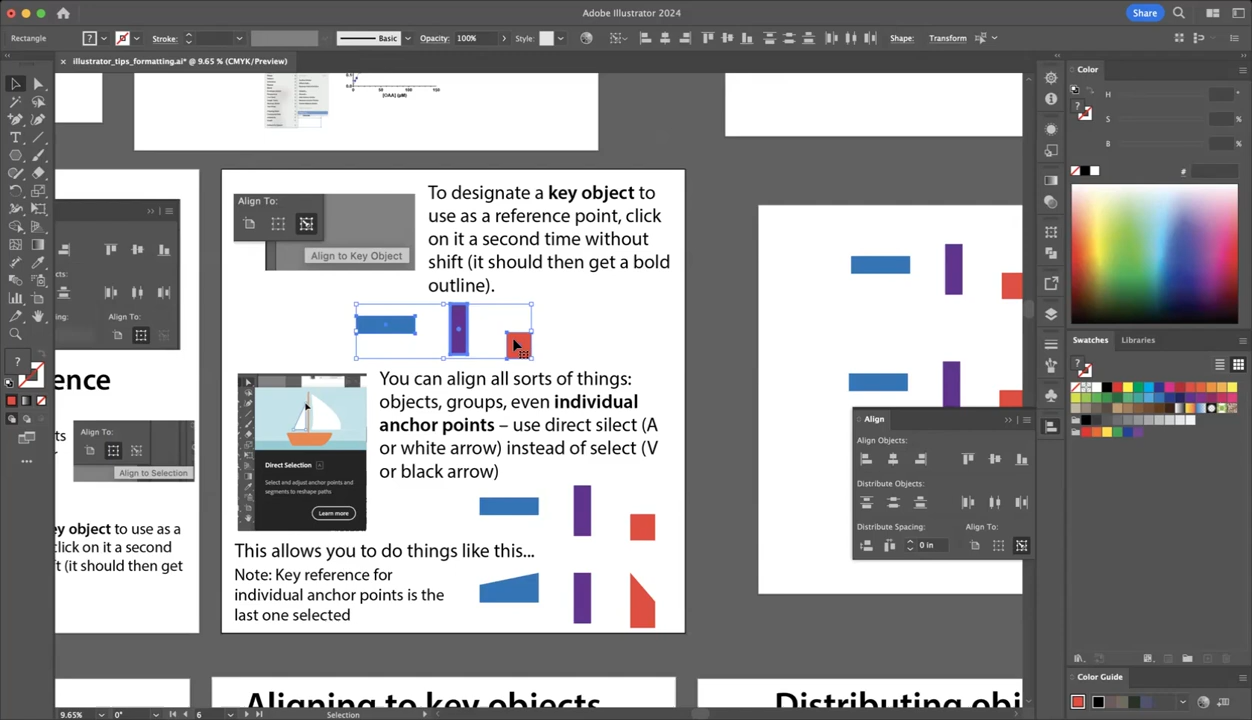 Adobe Illustrator 2024
Share
Rectangle
Stroke:
Basic
Opacity:
100%
Style:
Shape:
Transform
illustrator_tips_formatting.ai* @ 9.65 % (CMYK/Preview)
[OAA] (µM)
Align To:
Align to Key Object
To designate a key object to
use as a reference point, click
on it a second time without
shift (it should then get a bold
outline).
You can align all sorts of things:
objects, groups, even individual
anchor points – use direct silect (A
or white arrow) instead of select (V
or black arrow)
Direct Selection
Select end adjust anchor points and
segments to reshape paths
Learn more
This allows you to do things like this...
Note: Key reference for
individual anchor points is the
last one selected
Align To:
ence
Align To:
Align to Selection
ey object to use as a
click on it a second
ft (it should then get
Aligning to key objects
Distributing obj
Color
H
S
%
B
%
#
Swatches
Libraries
Align
Align Objects:
Distribute Objects:
Distribute Spacing:
Align To:
0 in
Color Guide
9.65%
0°
6
Selection